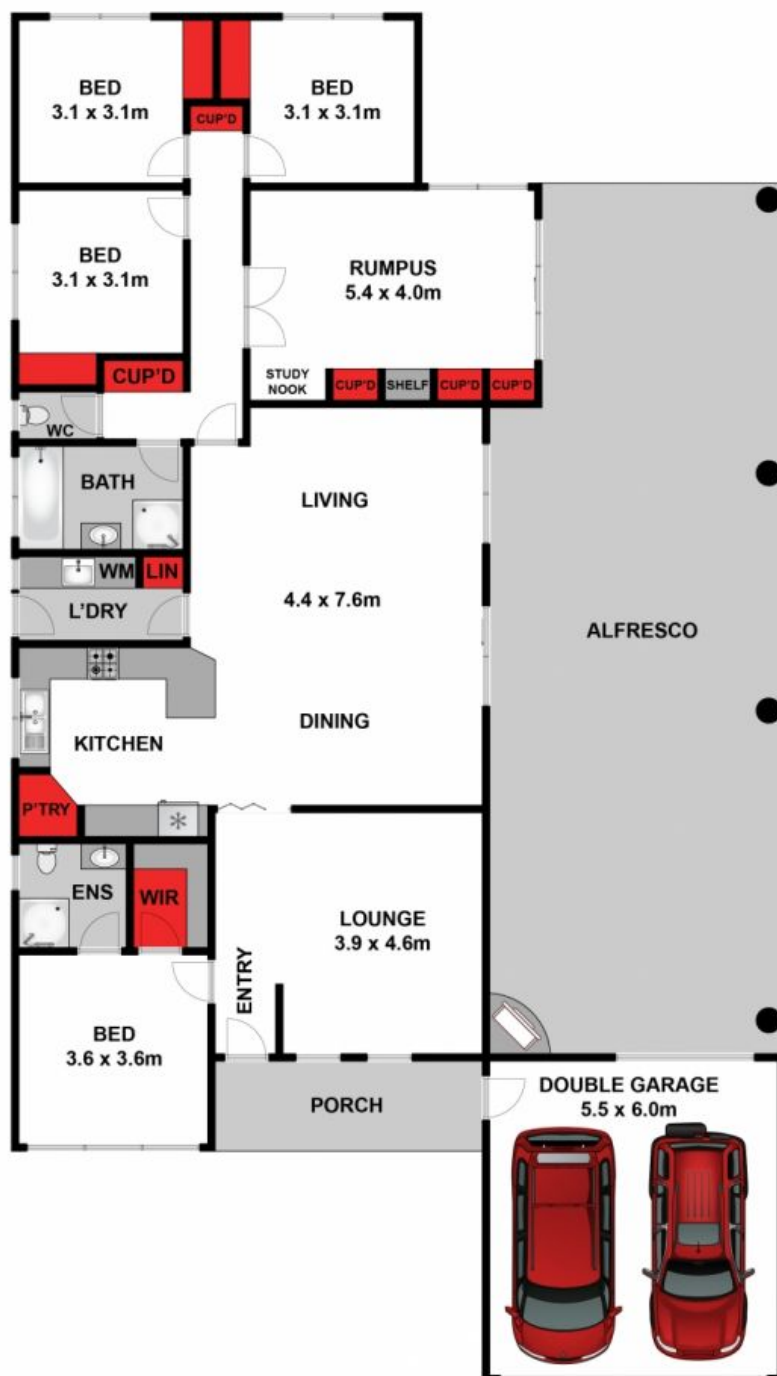 BED
3.1 x 3.1m
BED
3.1 x 3.1m
CUP'D
BED
3.1 x 3.1m
RUMPUS
5.4 x 4.0m
CUP'D
STUDY
NOOK
CUP'D
SHELF
CUP'D
CUP'D
WC
BATH
LIVING
WM
LIN
4.4 x 7.6m
L'DRY
ALFRESCO
DINING
KITCHEN
P'TRY
ENS
WIR
LOUNGE
3.9 x 4.6m
ENTRY
BED
3.6 x 3.6m
PORCH
DOUBLE GARAGE
5.5 x 6.0m